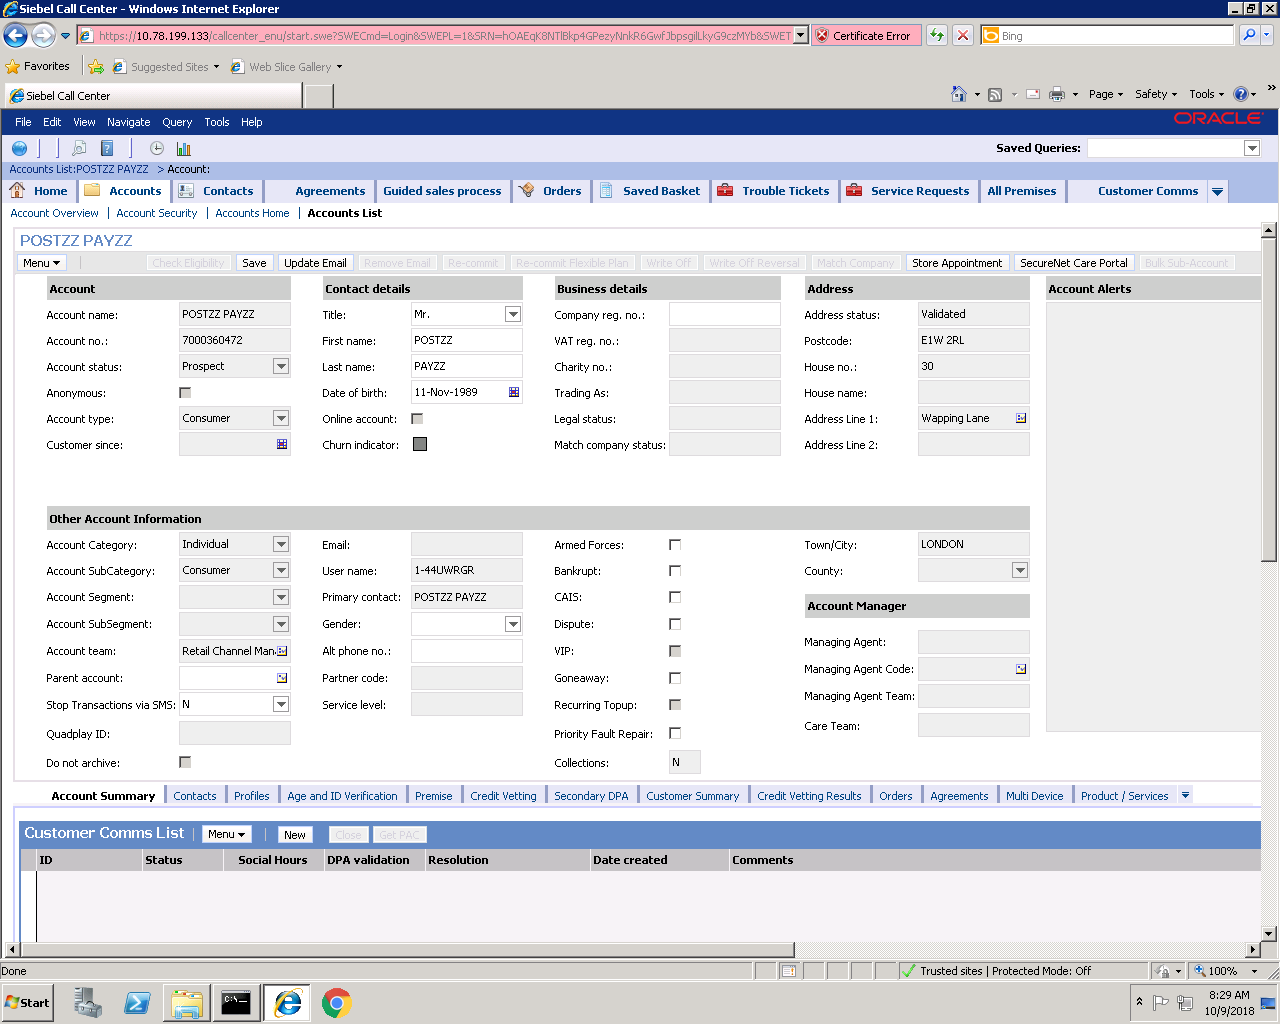 Siebel Call Center - Windows Internet Explorer
https://10.78.199.133/callcenter_enu/start.swe?SWECmd=Login&SWEPL=1&SRN=
Certificate Error
Bing
Favorites
Suggested Sites
Web Slice Gallery
Siebel Call Center
Page
Safety
Tools
File Edit View Navigate Query Tools Help
ORACLE
Saved Queries:
Accounts List:POSTZZ PAYZZ > Account:
Home Accounts Contacts Agreements Guided sales process Orders Saved Basket Trouble Tickets Service Requests All Premises Customer Comms
Account Overview | Account Security | Accounts Home | Accounts List
POSTZZ PAYZZ
Menu Check Eligibility Save Update Email Remove Email Re-commit Re-commit Flexible Plan Write Off Write Off Reversal Match Company Store Appointment SecureNet Care Portal Bulk Sub-Account
Account Contact details Business details Address Account Alerts
Account name: POSTZZ PAYZZ Title: Mr. Company reg. no.: Address status: Validated
Account no.: 7000360472 First name: POSTZZ VAT reg. no.: Postcode: E1W 2RL
Account status: Prospect Last name: PAYZZ Charity no.: House no.: 30
Anonymous: Date of birth: 11-Nov-1989 Trading As: House name:
Account type: Consumer Online account: Legal status: Address Line 1: Wapping Lane
Customer since: Churn indicator: Match company status: Address Line 2:
Other Account Information
Account Category: Individual Email: Armed Forces: Town/City: LONDON
Account SubCategory: Consumer User name: 1-44UWRGR Bankrupt: County:
Account Segment: Primary contact: POSTZZ PAYZZ CAIS: Account Manager
Account SubSegment: Gender: Dispute:
Account team: Retail Channel Man Alt phone no.: VIP: Managing Agent:
Parent account: Partner code: Goneaway: Managing Agent Code:
Stop Transactions via SMS: N Service level: Recurring Topup: Managing Agent Team:
Quadplay ID: Priority Fault Repair: Care Team:
Do not archive: Collections: N
Account Summary Contacts Profiles Age and ID Verification Premise Credit Vetting Secondary DPA Customer Summary Credit Vetting Results Orders Agreements Multi Device Product / Services
Customer Comms List Menu New Close Get PAC
ID Status Social Hours DPA validation Resolution Date created Comments
Done
Trusted sites | Protected Mode: Off
100%
Start
8:29 AM
10/9/2018